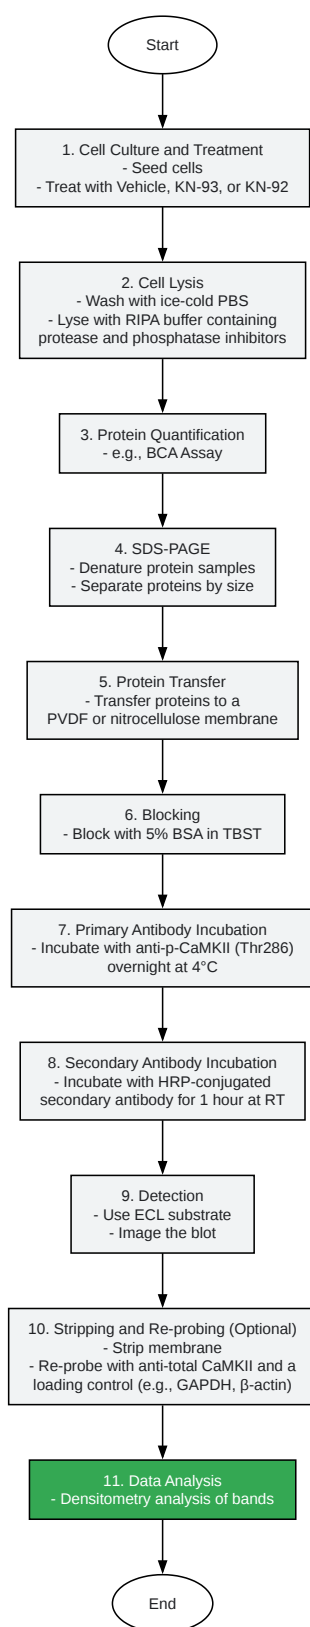 Start
1. Cell Culture and Treatment
- Seed cells
- Treat with Vehicle, KN-93, or KN-92
2. Cell Lysis
- Wash with ice-cold PBS
- Lyse with RIPA buffer containing
protease and phosphatase inhibitors
3. Protein Quantification
- e.g., BCA Assay
4. SDS-PAGE
- Denature protein samples
- Separate proteins by size
5. Protein Transfer
- Transfer proteins to a
PVDF or nitrocellulose membrane
6. Blocking
- Block with 5% BSA in TBST
7. Primary Antibody Incubation
- Incubate with anti-p-CaMKII (Thr286)
overnight at 4°C
8. Secondary Antibody Incubation
- Incubate with HRP-conjugated
secondary antibody for 1 hour at RT
9. Detection
- Use ECL substrate
- Image the blot
10. Stripping and Re-probing (Optional)
- Strip membrane
- Re-probe with anti-total CaMKII and a
loading control (e.g., GAPDH, β-actin)
11. Data Analysis
- Densitometry analysis of bands
End